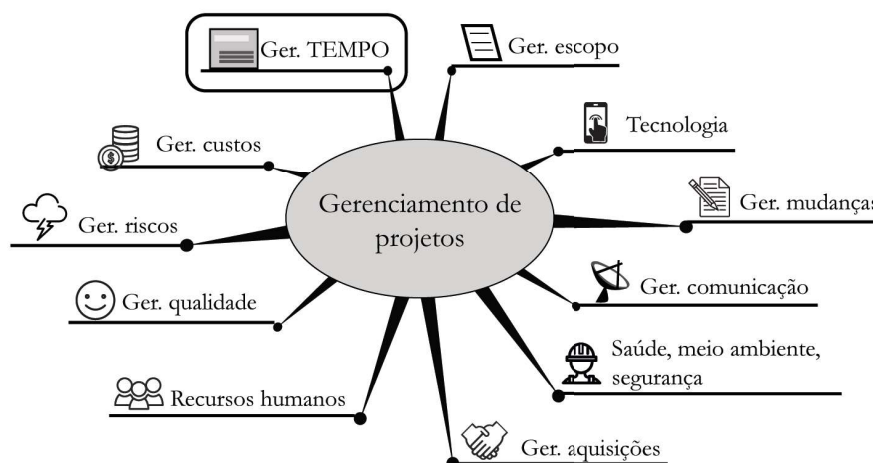 Ger. TEMPO
Ger. escopo
Ger. custos
Tecnologia
Ger. riscos
Gerenciamento de
projetos
Ger. mudanças
Ger. qualidade
Ger. comunicação
Recursos humanos
Saúde, meio ambiente,
segurança
Ger. aquisições